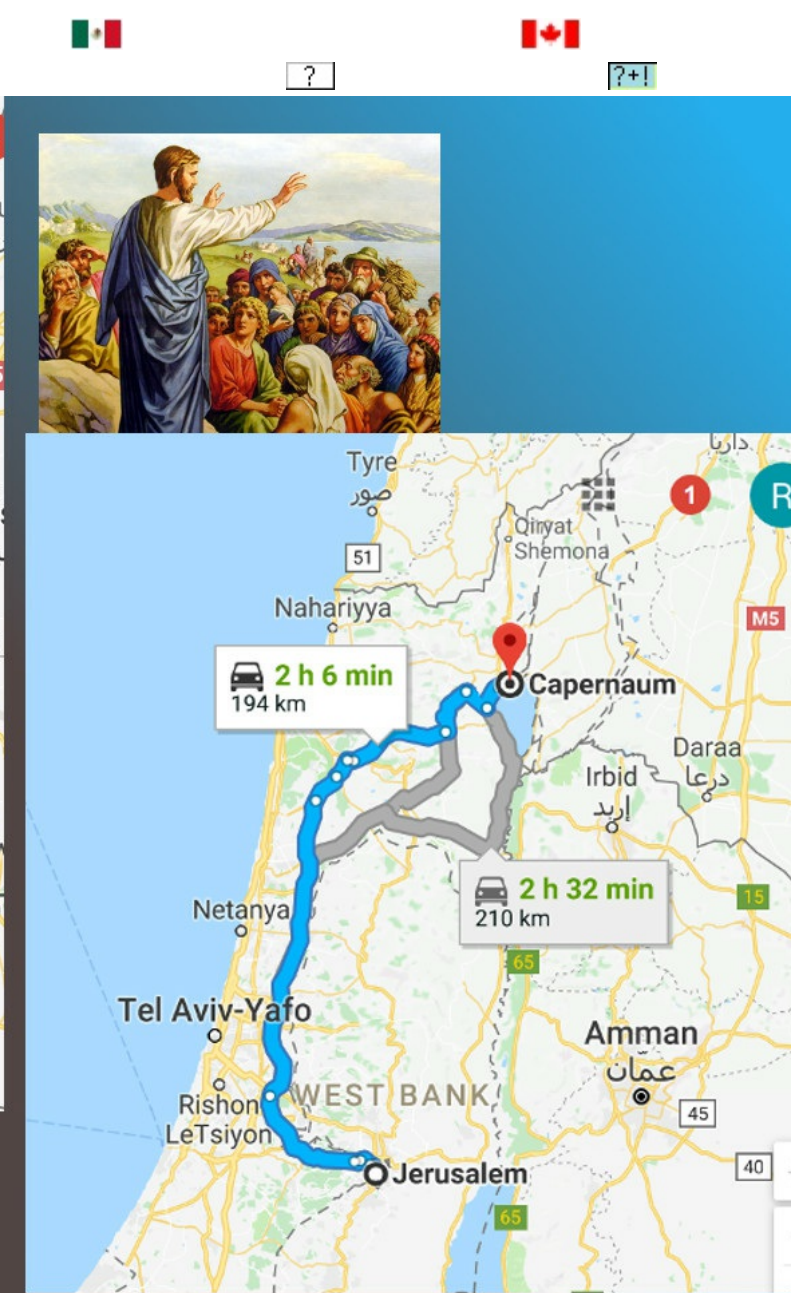 ?
?+!
داريا
Tyre
صور
1
R
Qiryat
Shemona
51
Nahariyya
M5
2 h 6 min
194 km
Capernaum
Daraa
درعا
Irbid
إربد
2 h 32 min
210 km
15
Netanya
65
Tel Aviv-Yafo
Amman
عمان
WEST BANK
Rishon
LeTsiyon
45
40
Jerusalem
65